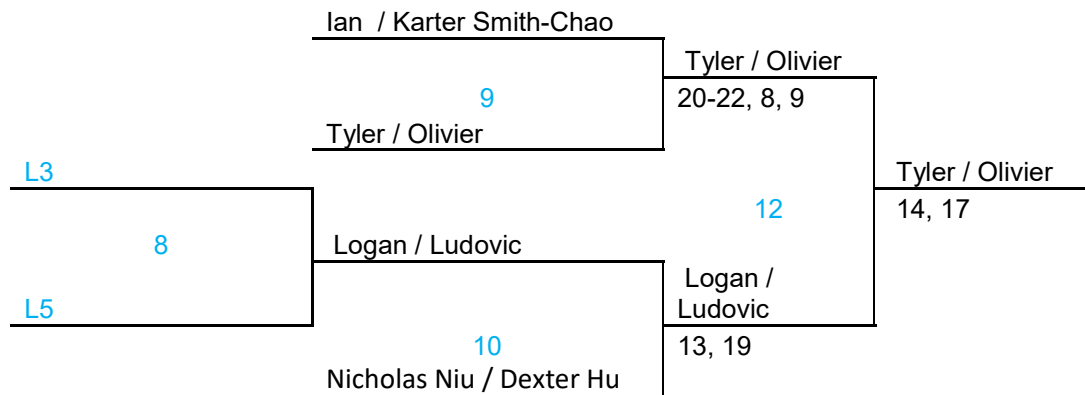 Ian / Karter Smith-Chao
Tyler / Olivier
9
20-22, 8, 9
Tyler / Olivier
L3
Tyler / Olivier
12
14, 17
8
Logan / Ludovic
Logan /
Ludovic
L5
10
13, 19
Nicholas Niu / Dexter Hu